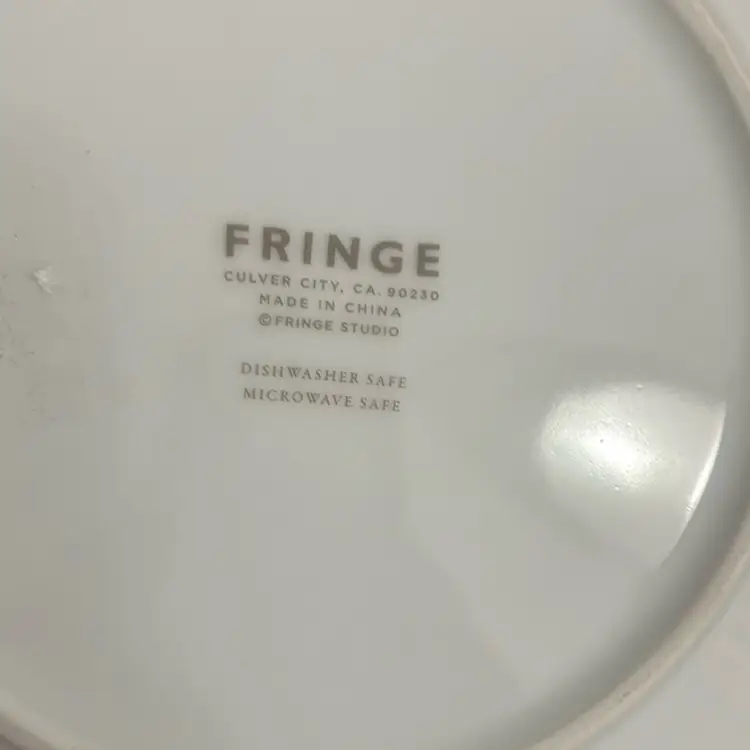 FRINGE
CULVER CITY, CA. 90230
MADE IN CHINA
©FRINGE STUDIO
DISHWASHER SAFE
MICROWAVE SAFE